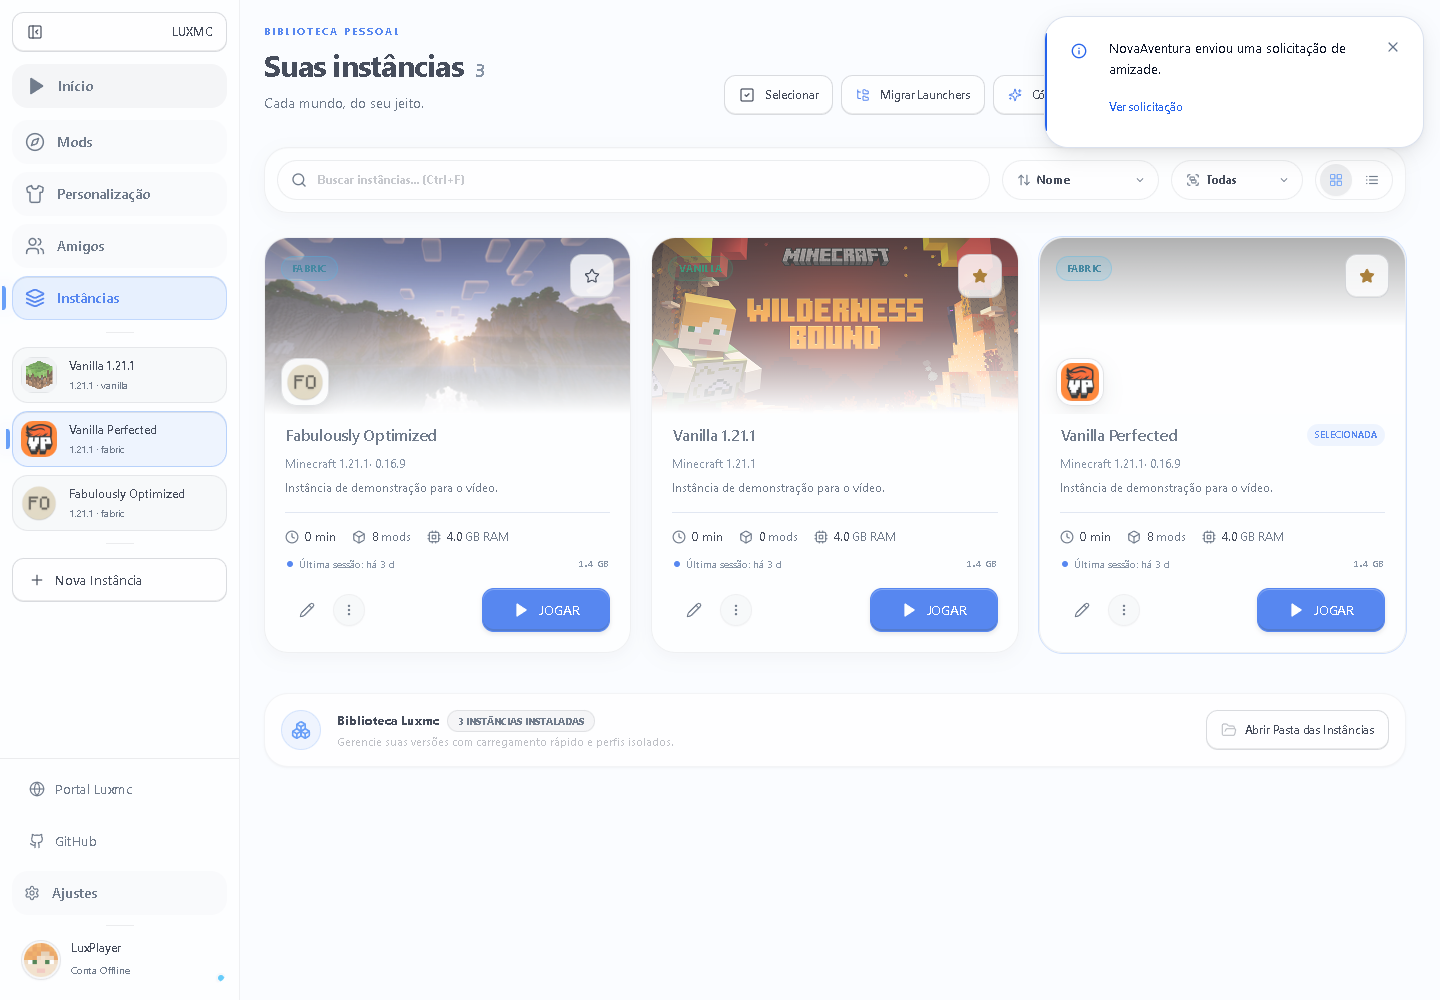 LUXMC
Início
Mods
Personalização
Amigos
Instâncias
Vanilla 1.21.1
1.21.1 · vanilla
Vanilla Perfected
1.21.1 · fabric
Fabulously Optimized
1.21.1 · fabric
Nova Instância
Portal Luxmc
GitHub
Ajustes
LuxPlayer
Conta Offline
BIBLIOTECA PESSOAL
Suas instâncias 3
Cada mundo, do seu jeito.
Selecionar
Migrar Launchers
Có
NovaAventura enviou uma solicitação de
amizade.
Ver solicitação
Buscar instâncias... (Ctrl+F)
Nome
Todas
FABRIC
FO
Fabulously Optimized
Minecraft 1.21.1· 0.16.9
Instância de demonstração para o vídeo.
0 min
8 mods
4.0 GB RAM
Última sessão: há 3 d
1.4 GB
JOGAR
VANILLA
MINECRAFT
WILDERNESS
BOUND
Vanilla 1.21.1
Minecraft 1.21.1
Instância de demonstração para o vídeo.
0 min
0 mods
4.0 GB RAM
Última sessão: há 3 d
1.4 GB
JOGAR
FABRIC
VP
Vanilla Perfected
SELECIONADA
Minecraft 1.21.1· 0.16.9
Instância de demonstração para o vídeo.
0 min
8 mods
4.0 GB RAM
Última sessão: há 3 d
1.4 GB
JOGAR
Biblioteca Luxmc
3 INSTÂNCIAS INSTALADAS
Gerencie suas versões com carregamento rápido e perfis isolados.
Abrir Pasta das Instâncias
VP
FO